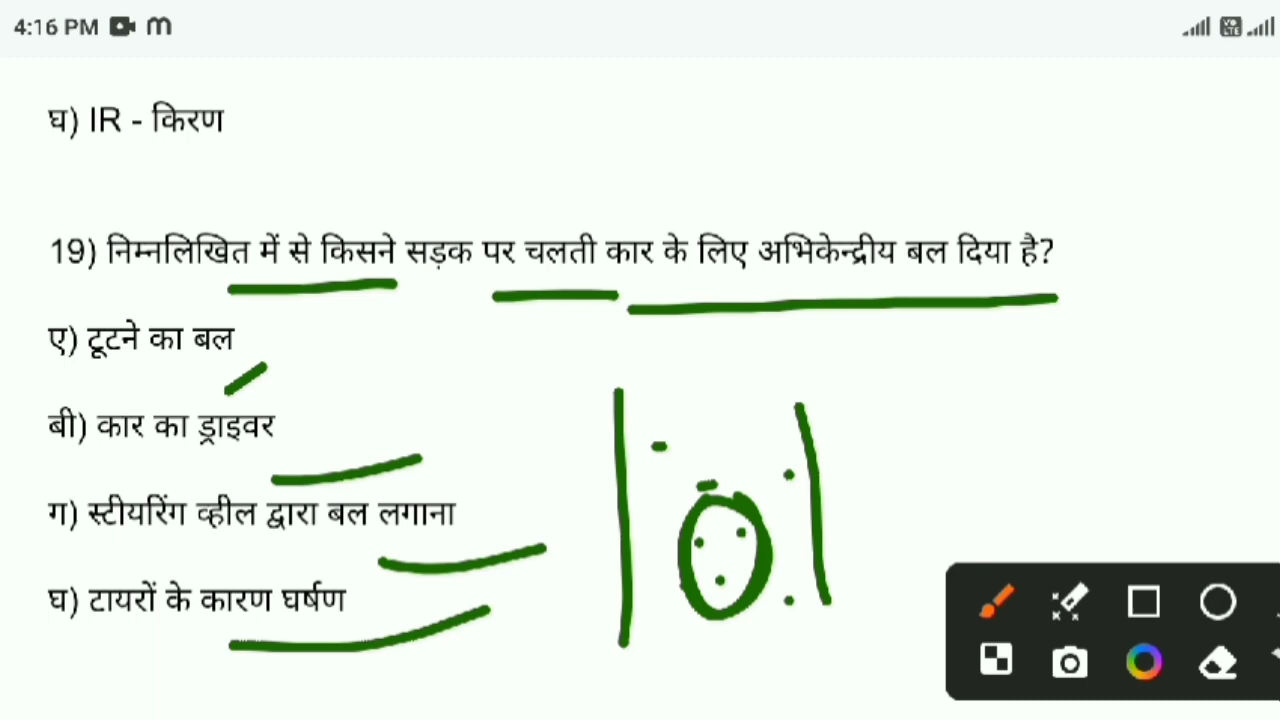 4:16 PM
घ) IR - किरण
19) निम्नलिखित में से किसने सड़क पर चलती कार के लिए अभिकेन्द्रीय बल दिया है?
ए) टूटने का बल
बी) कार का ड्राइवर
ग) स्टीयरिंग व्हील द्वारा बल लगाना
घ) टायरों के कारण घर्षण